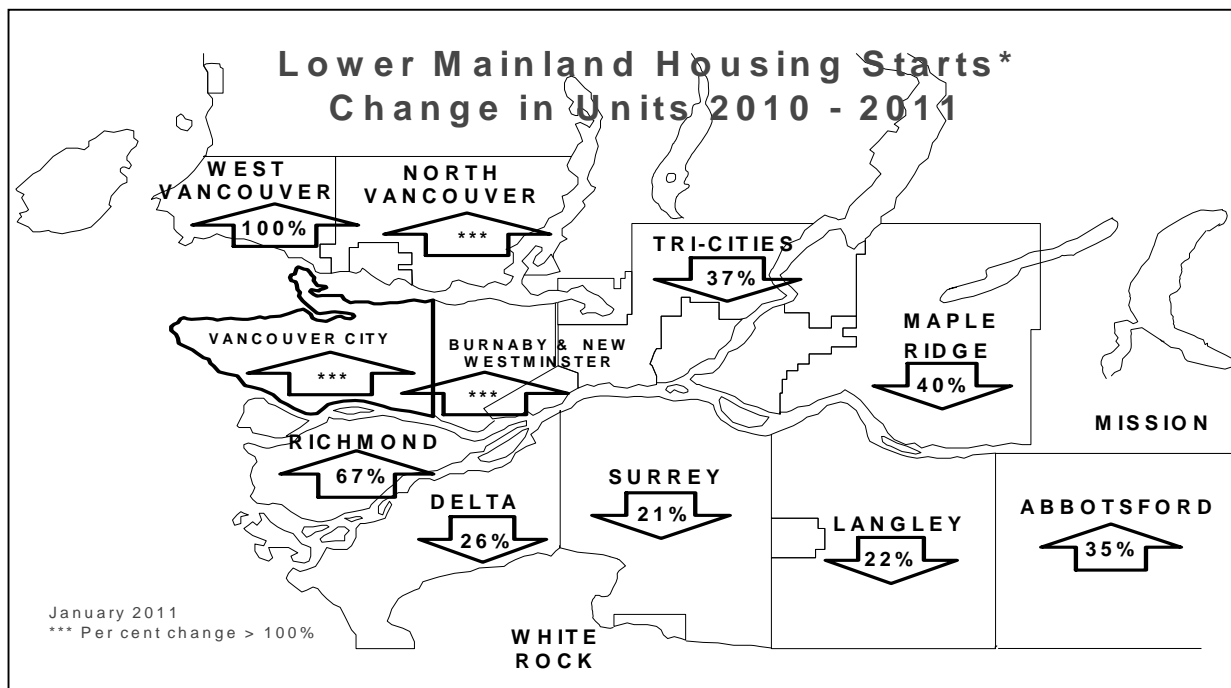 Lower Mainland Housing Starts*
Change in Units 2010 - 2011
WEST
VANCOUVER
100%
NORTH
VANCOUVER
***
TRI-CITIES
37%
VANCOUVER CITY
***
BURNABY & NEW
WESTMINSTER
***
MAPLE
RIDGE
40%
MISSION
RICHMOND
67%
DELTA
26%
SURREY
21%
LANGLEY
22%
ABBOTSFORD
35%
WHITE
ROCK
January 2011
*** Per cent change > 100%